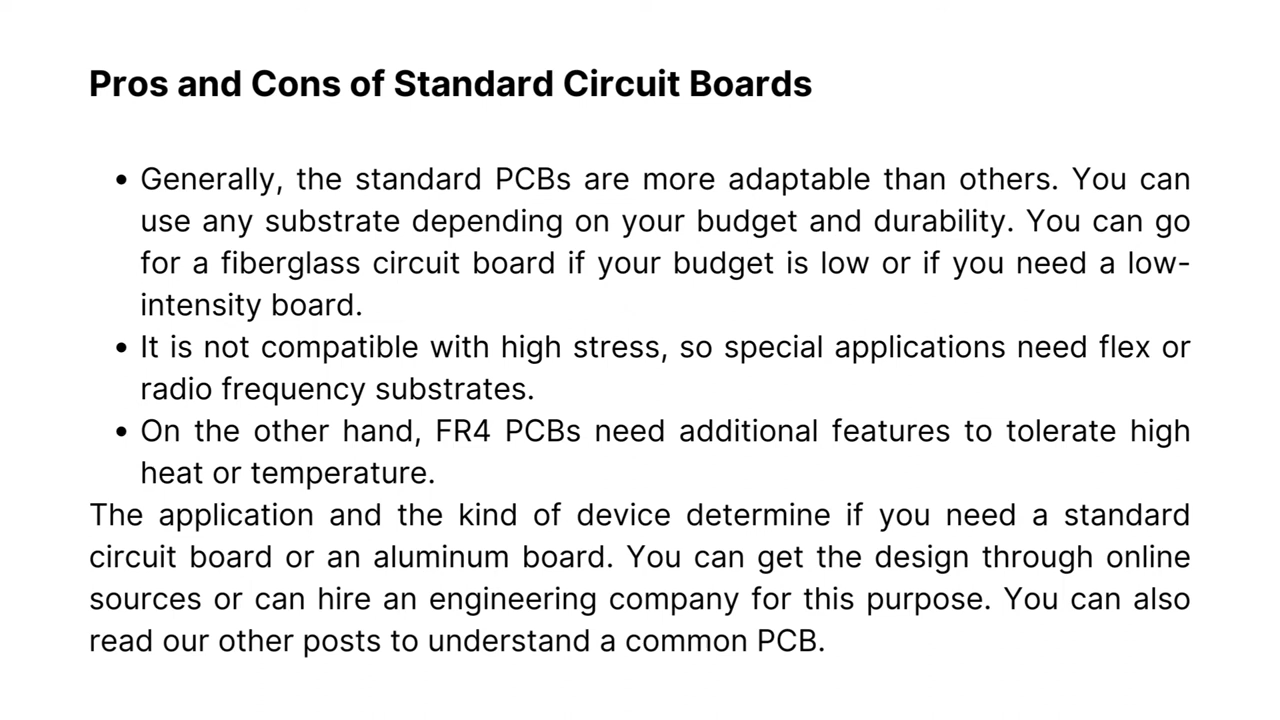 Pros and Cons of Standard Circuit Boards
• Generally, the standard PCBs are more adaptable than others. You can
use any substrate depending on your budget and durability. You can go
for a fiberglass circuit board if your budget is low or if you need a low-
intensity board.
• It is not compatible with high stress, so special applications need flex or
radio frequency substrates.
• On the other hand, FR4 PCBs need additional features to tolerate high
heat or temperature.
The application and the kind of device determine if you need a standard
circuit board or an aluminum board. You can get the design through online
sources or can hire an engineering company for this purpose. You can also
read our other posts to understand a common PCB.